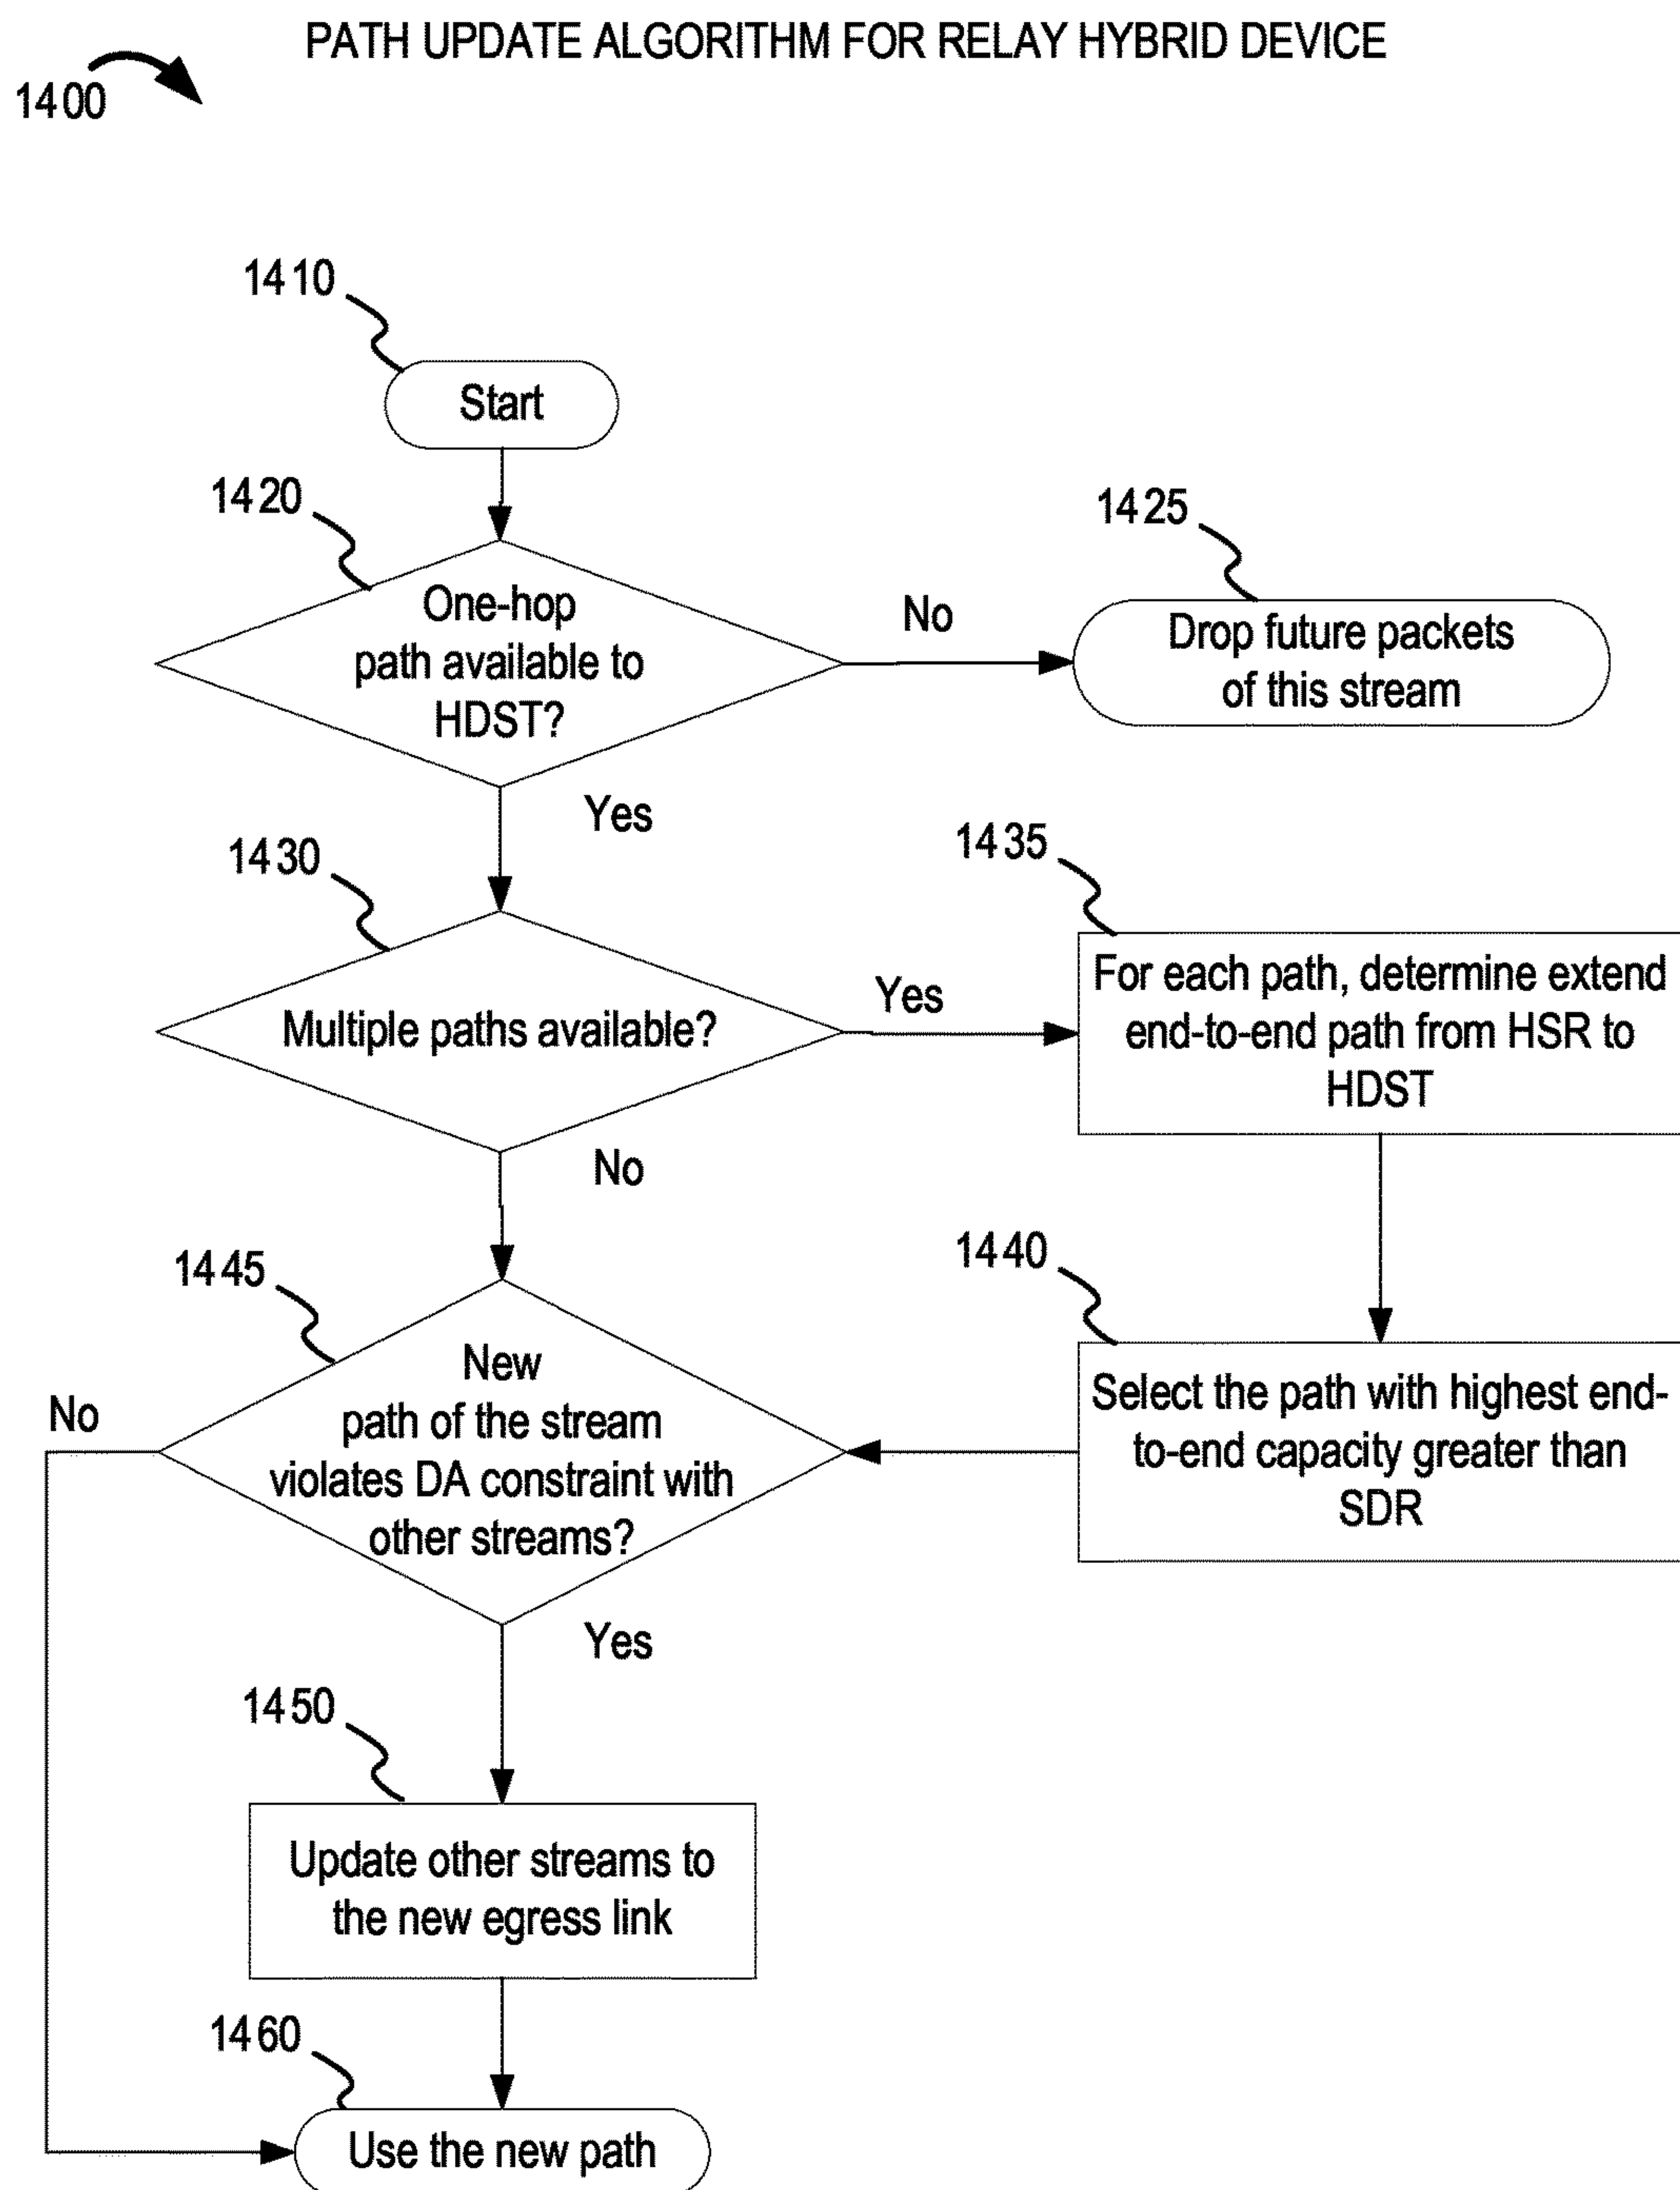 PATH UPDATE ALGORITHM FOR RELAY HYBRID DEVICE
1400
1410
Start
1420
One-hop
path available to
HDST?
No
1425
Drop future packets
of this stream
Yes
1430
Multiple paths available?
Yes
1435
For each path, determine extend
end-to-end path from HSR to
HDST
No
1440
Select the path with highest end-
to-end capacity greater than
SDR
1445
New
path of the stream
violates DA constraint with
other streams?
No
Yes
1450
Update other streams to
the new egress link
1460
Use the new path